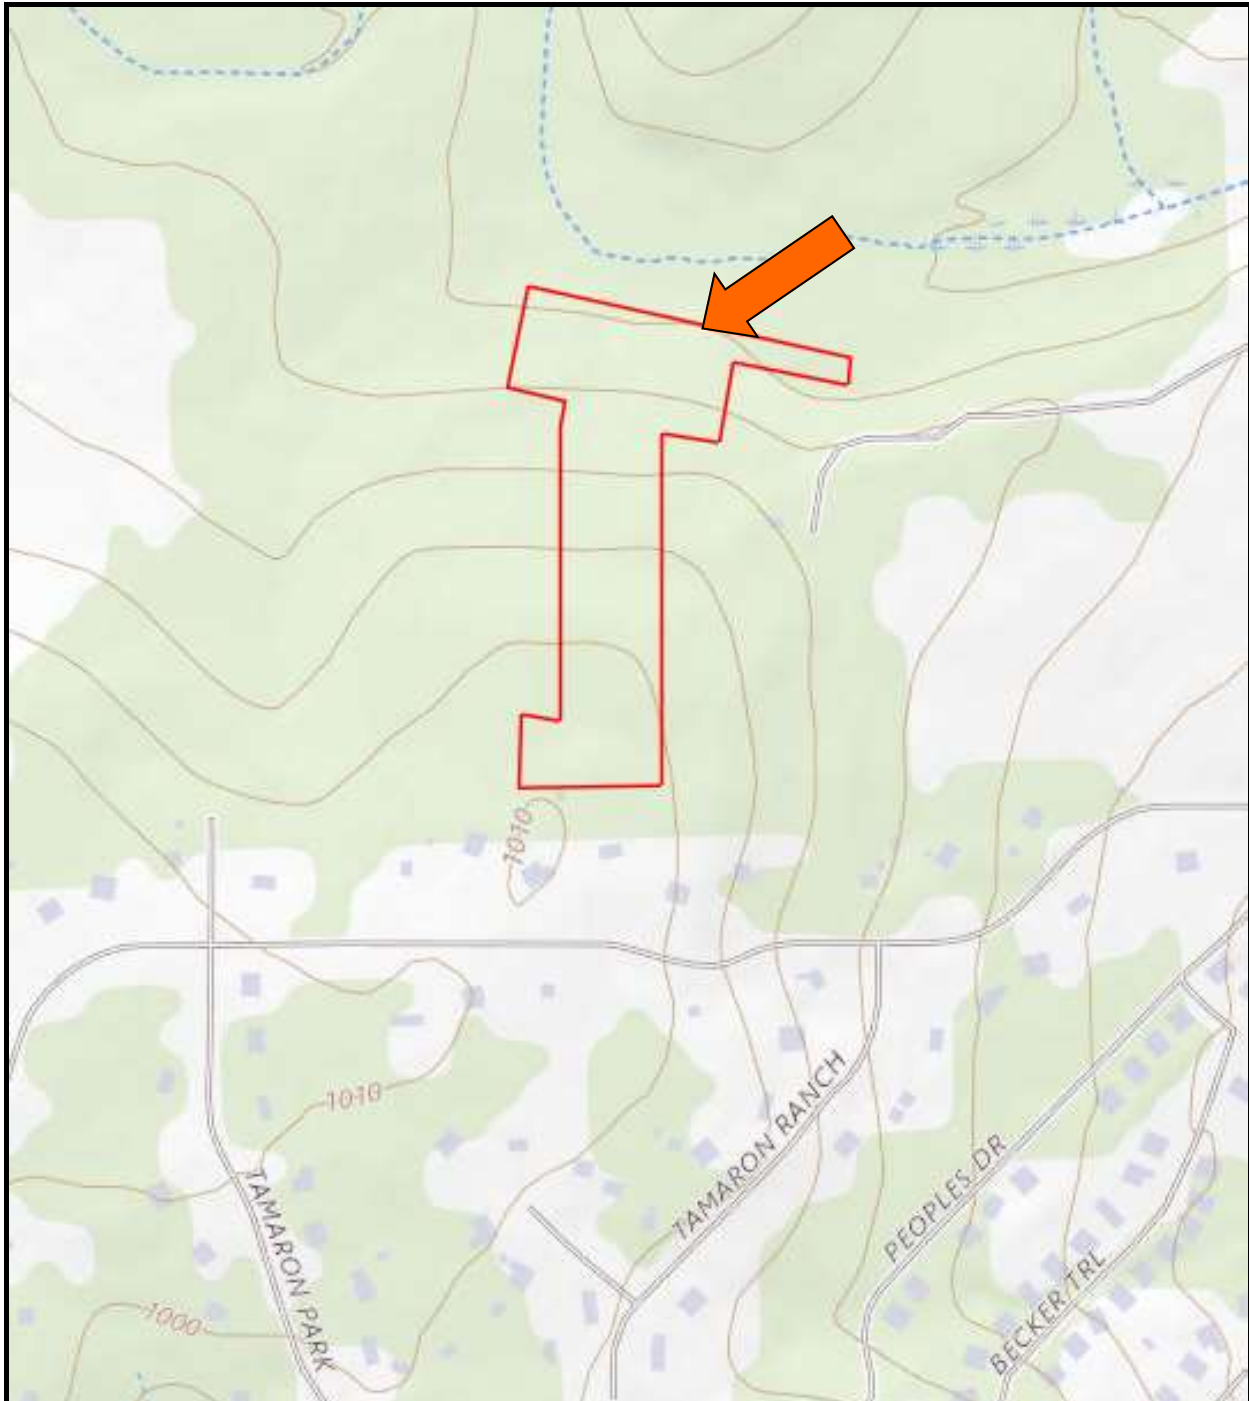 1010
1010
TAMARON RANCH
PEOPLES DR
TAMARON PARK
BECKER TRL
1000